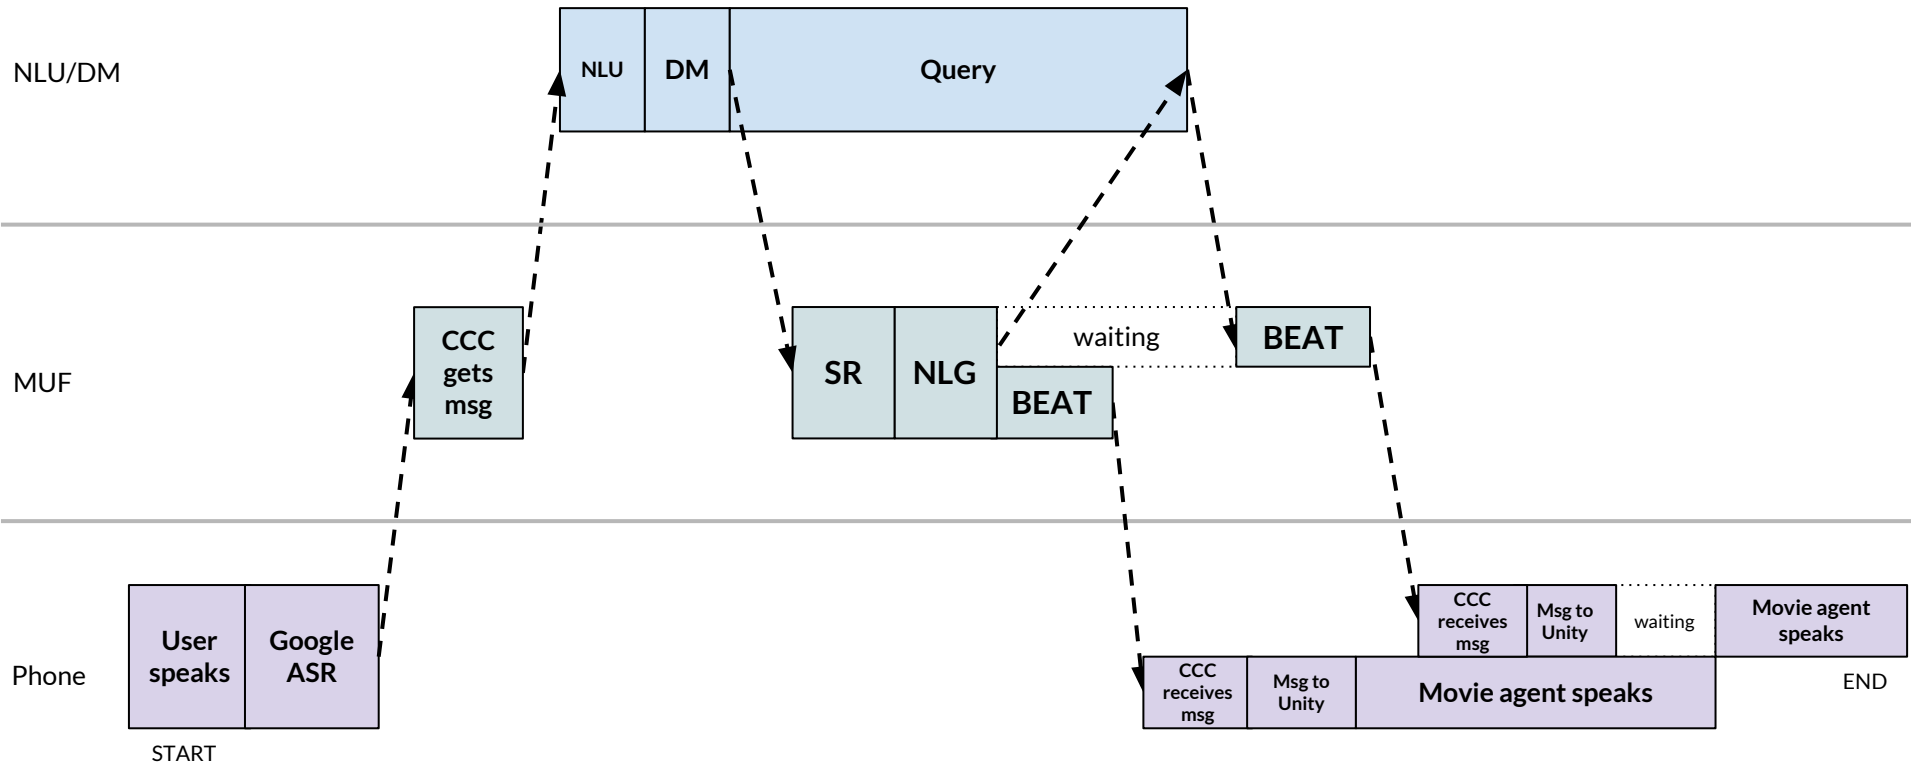 NLU/DM
NLU
DM
Query
MUF
CCC
gets
msg
SR
NLG
waiting
BEAT
BEAT
Phone
User
speaks
Google
ASR
CCC
receives
msg
Msg to
Unity
Movie agent speaks
CCC
receives
msg
Msg to
Unity
waiting
Movie agent
speaks
START
END